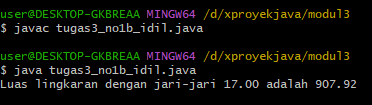 user@DESKTOP-GKBREAA MINGW64 /d/xproyekjava/modul3
$ javac tugas3_no1b_idil.java
user@DESKTOP-GKBREAA MINGW64 /d/xproyekjava/modul3
$ java tugas3_no1b_idil.java
Luas lingkaran dengan jari-jari 17.00 adalah 907.92